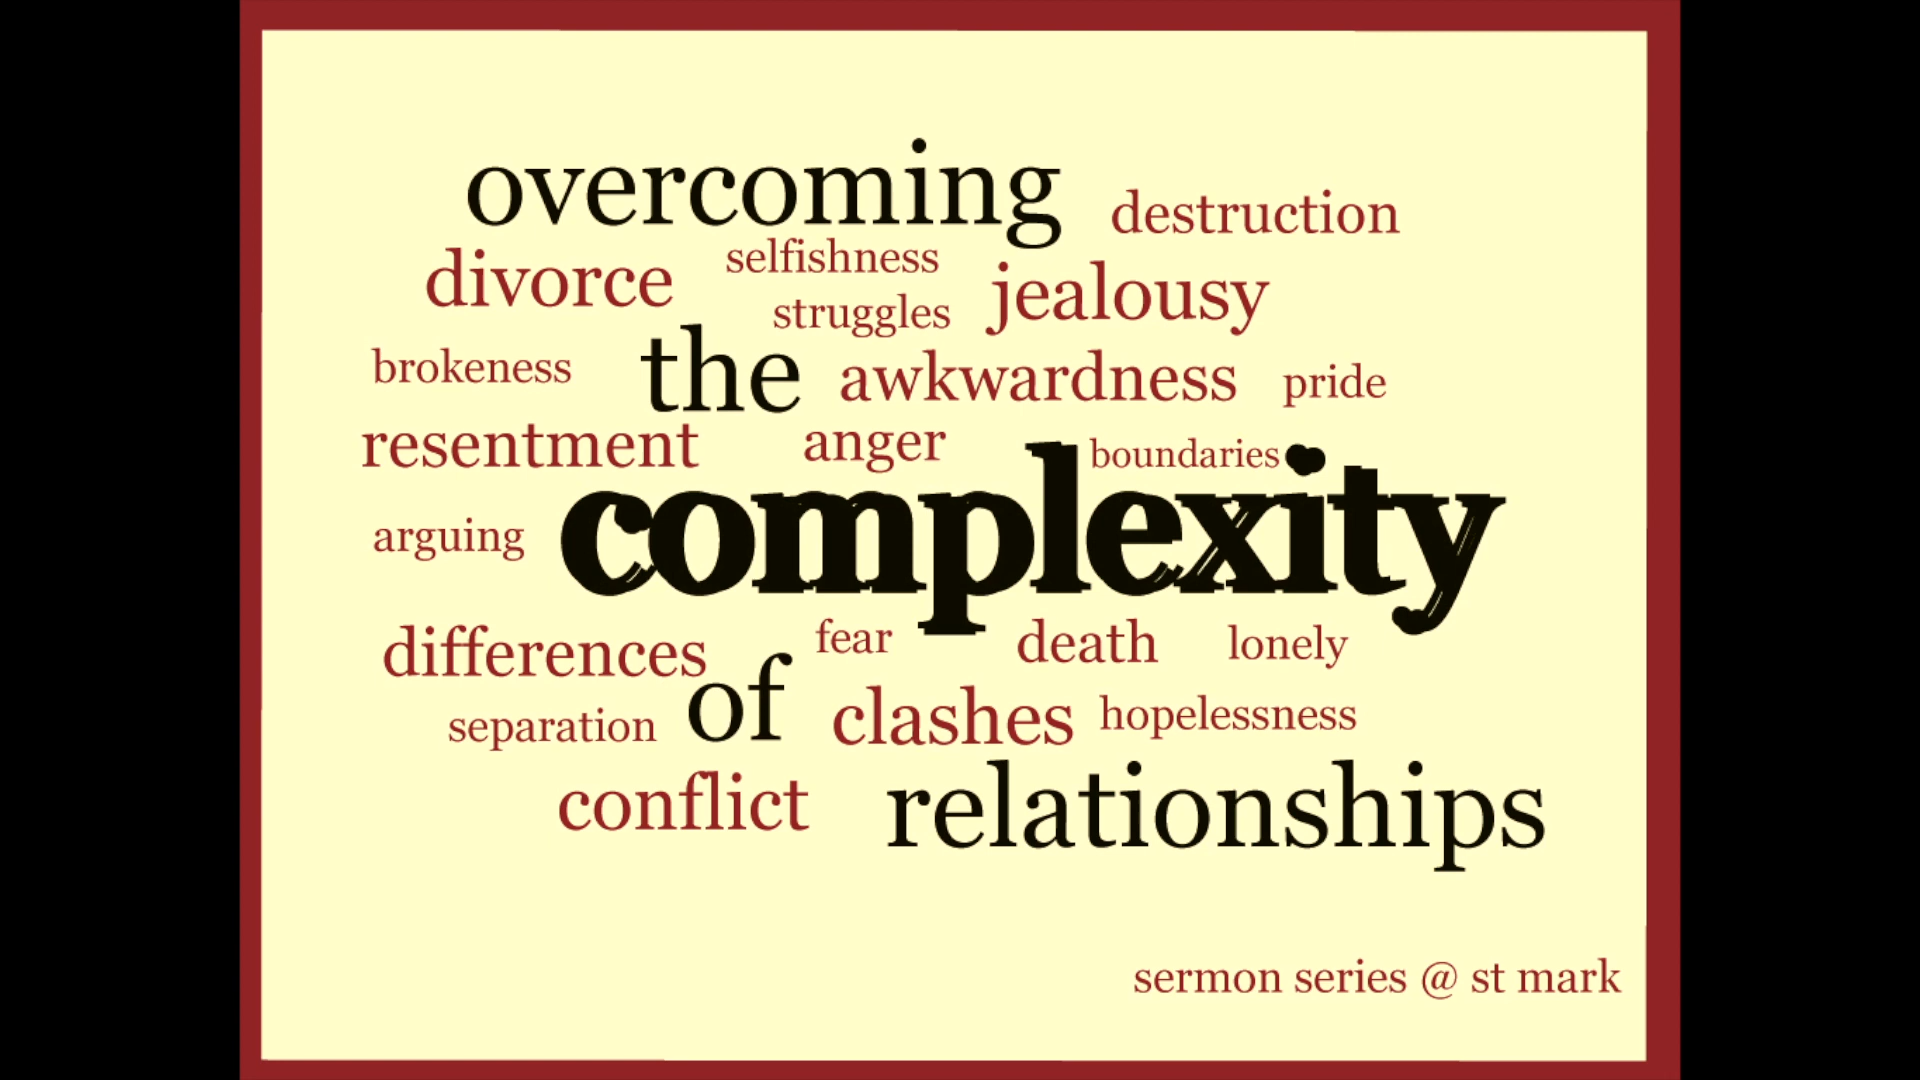 overcoming destruction
divorce selfishness jealousy
struggles
brokeness the awkwardness pride
resentment anger boundaries
arguing complexity
differences fear death lonely
separation of clashes hopelessness
conflict relationships
sermon series @ st mark